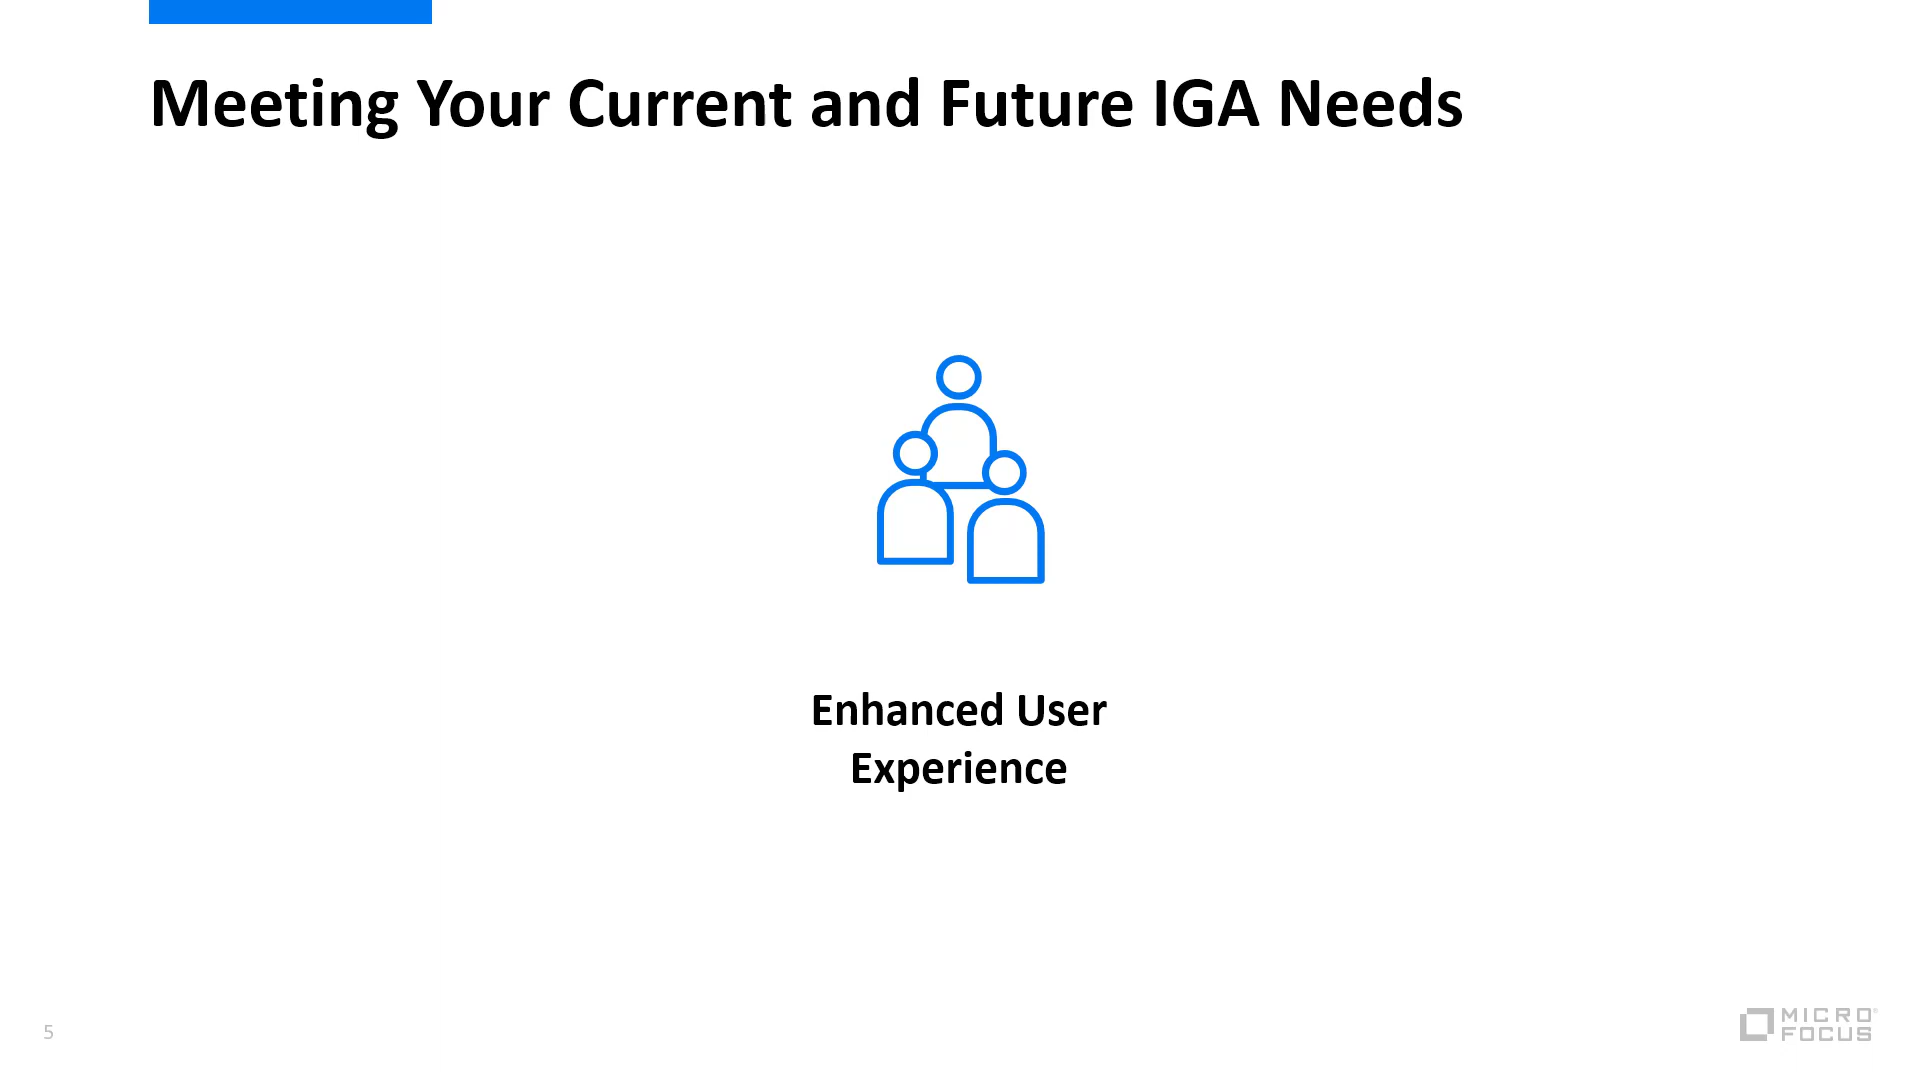 Meeting Your Current and Future IGA Needs
Enhanced User
Experience
5
MICRO
FOCUS